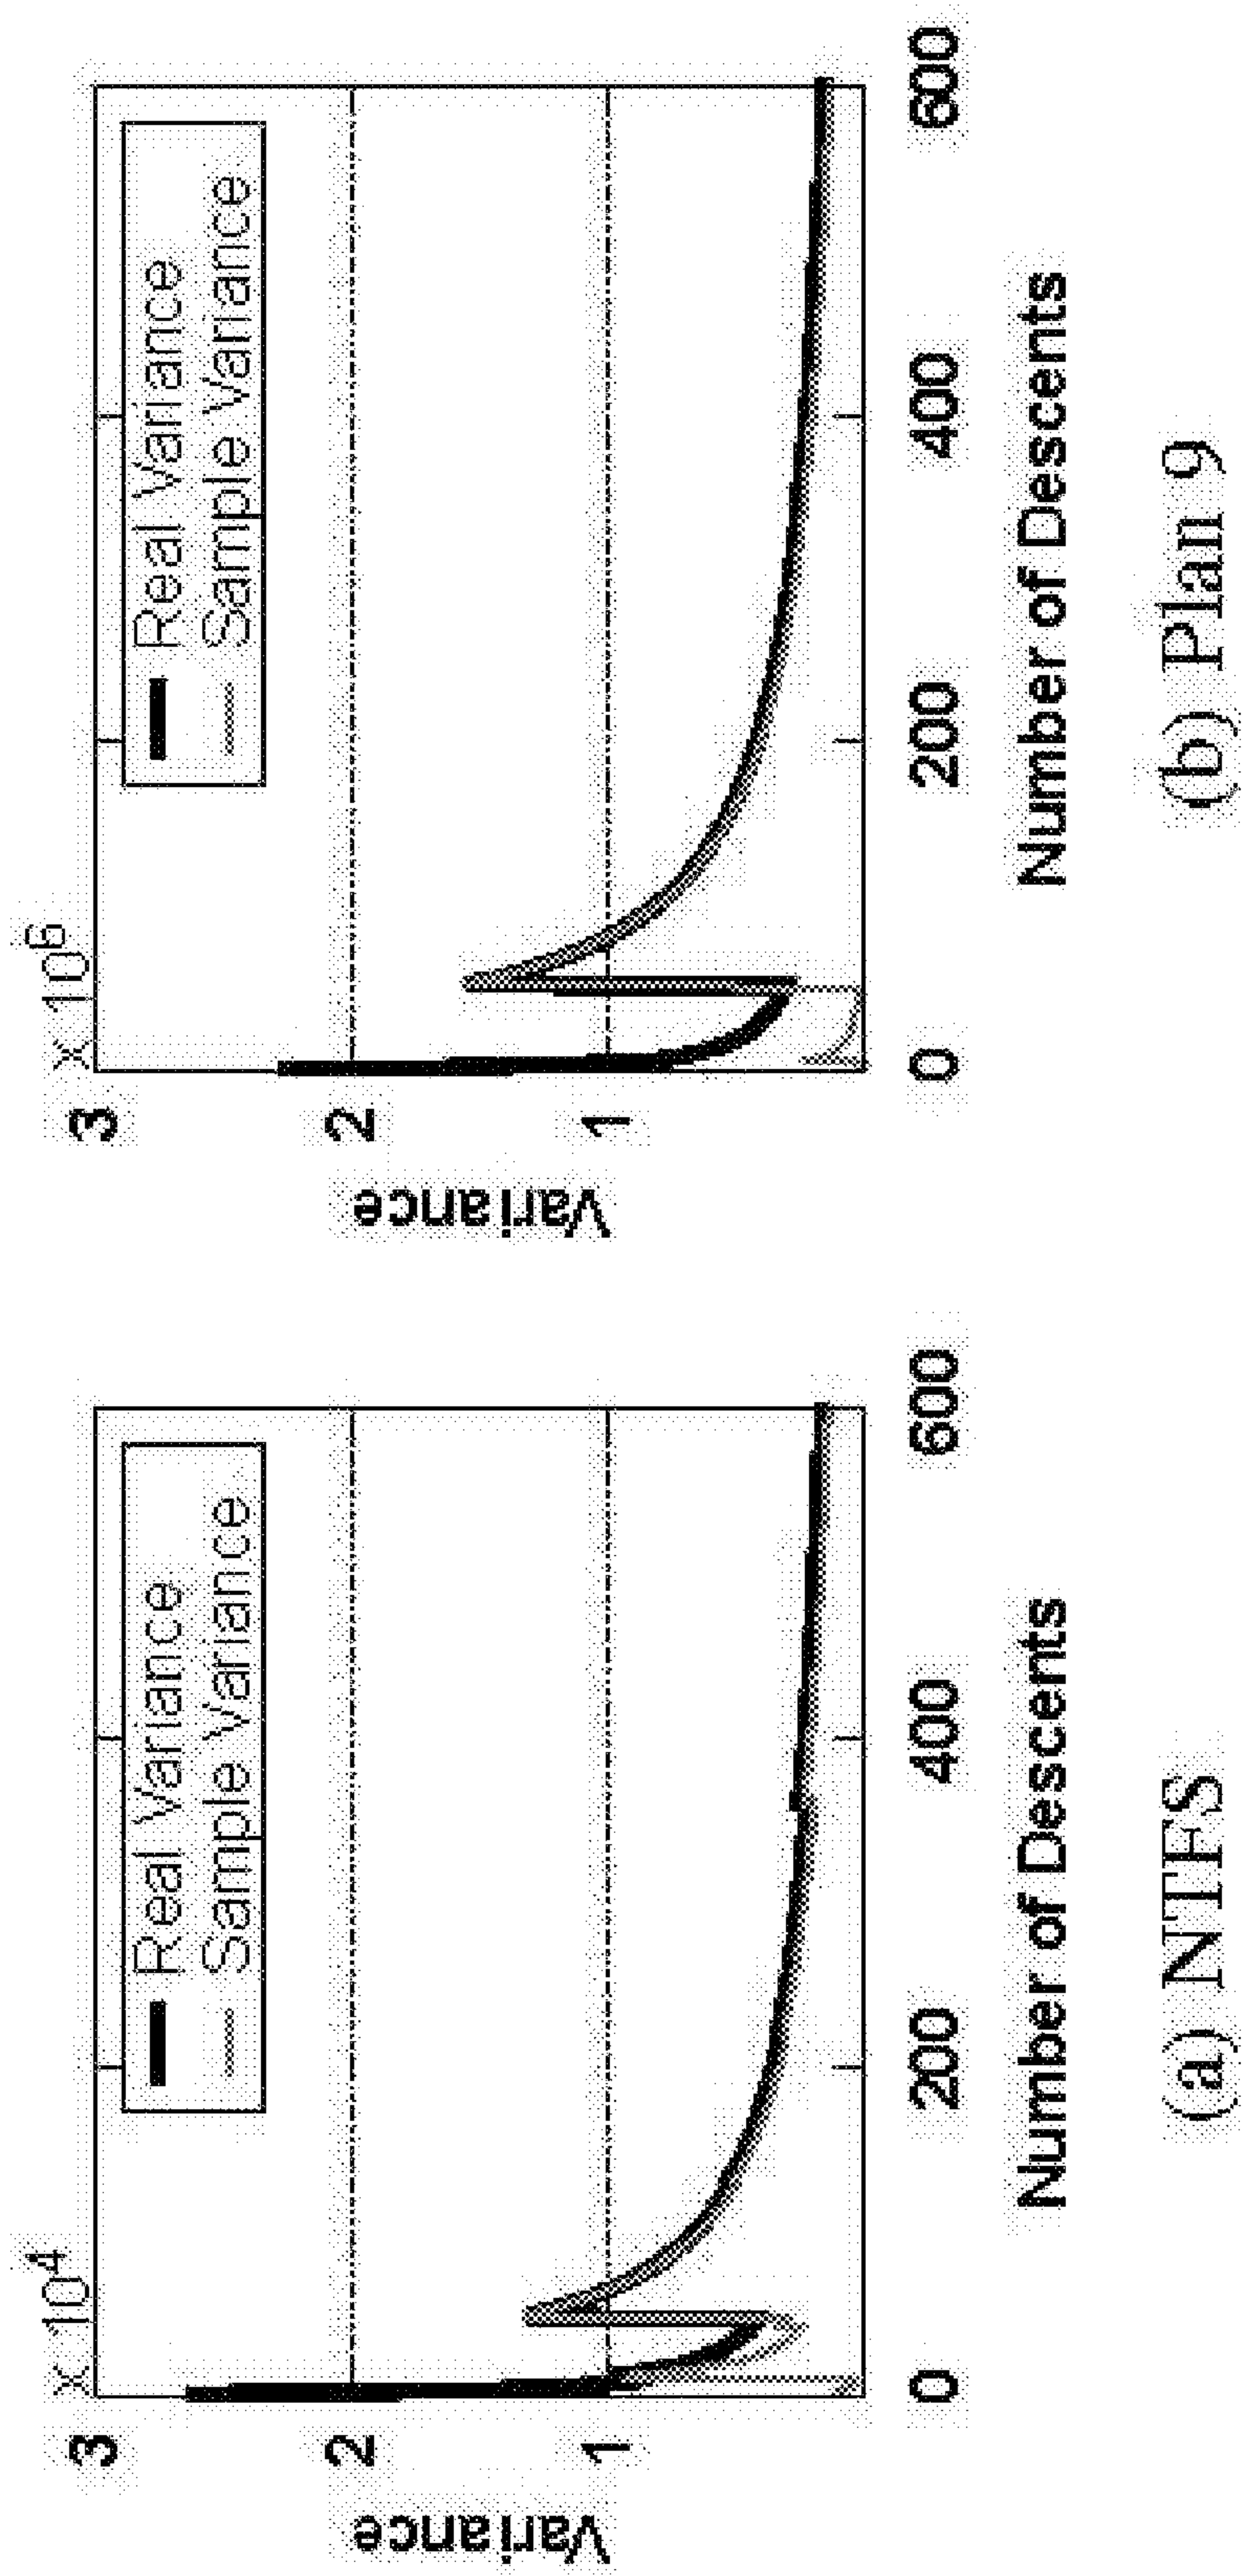 x 10^4
3
2
1
Variance
Real Variance
Sample Variance
0 200 400 600
Number of Descents
(a) NTFS
x 10^6
3
2
1
Variance
Real Variance
Sample Variance
0 200 400 600
Number of Descents
(b) Plan 9